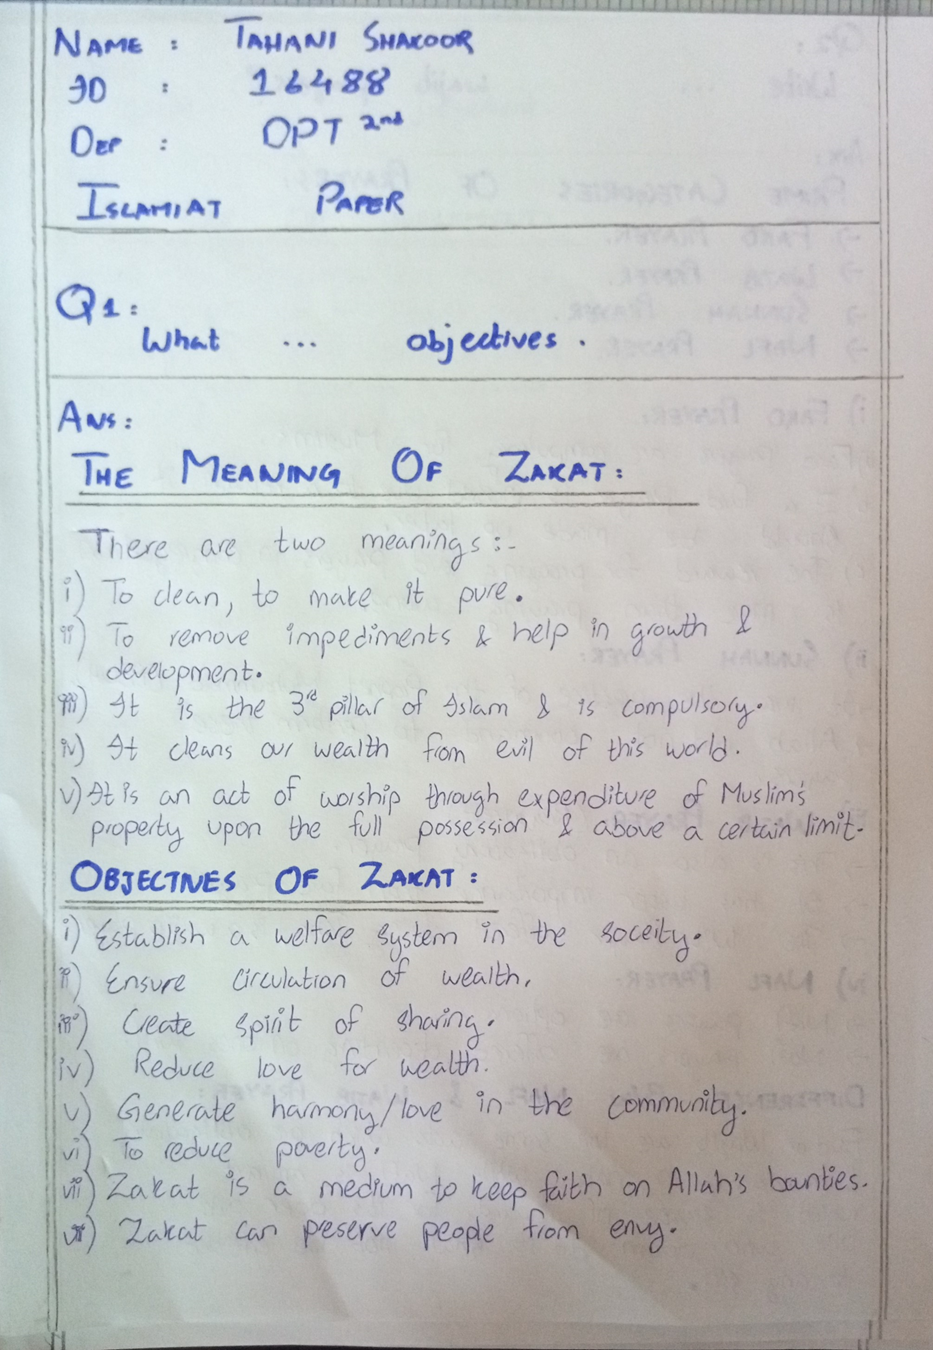 NAME : TAHANI SHAKOOR
ID : 16488
DEP : OPT 2nd
ISLAMIAT PAPER
Q1:
What ... objectives.
ANS:
THE MEANING OF ZAKAT:
There are two meanings:-
i) To clean, to make it pure.
ii) To remove impediments & help in growth &
development.
iii) It is the 3rd pillar of Islam & is compulsory.
iv) It cleans our wealth from evil of this world.
v) It is an act of worship through expenditure of Muslim's
property upon the full possession & above a certain limit.
OBJECTIVES OF ZAKAT:
i) Establish a welfare system in the soceity.
ii) Ensure circulation of wealth.
iii) Create spirit of sharing.
iv) Reduce love for wealth.
v) Generate harmony/love in the community.
vi) To reduce poverty.
vii) Zakat is a medium to keep faith on Allah's bounties.
Zakat can peserve people from envy.